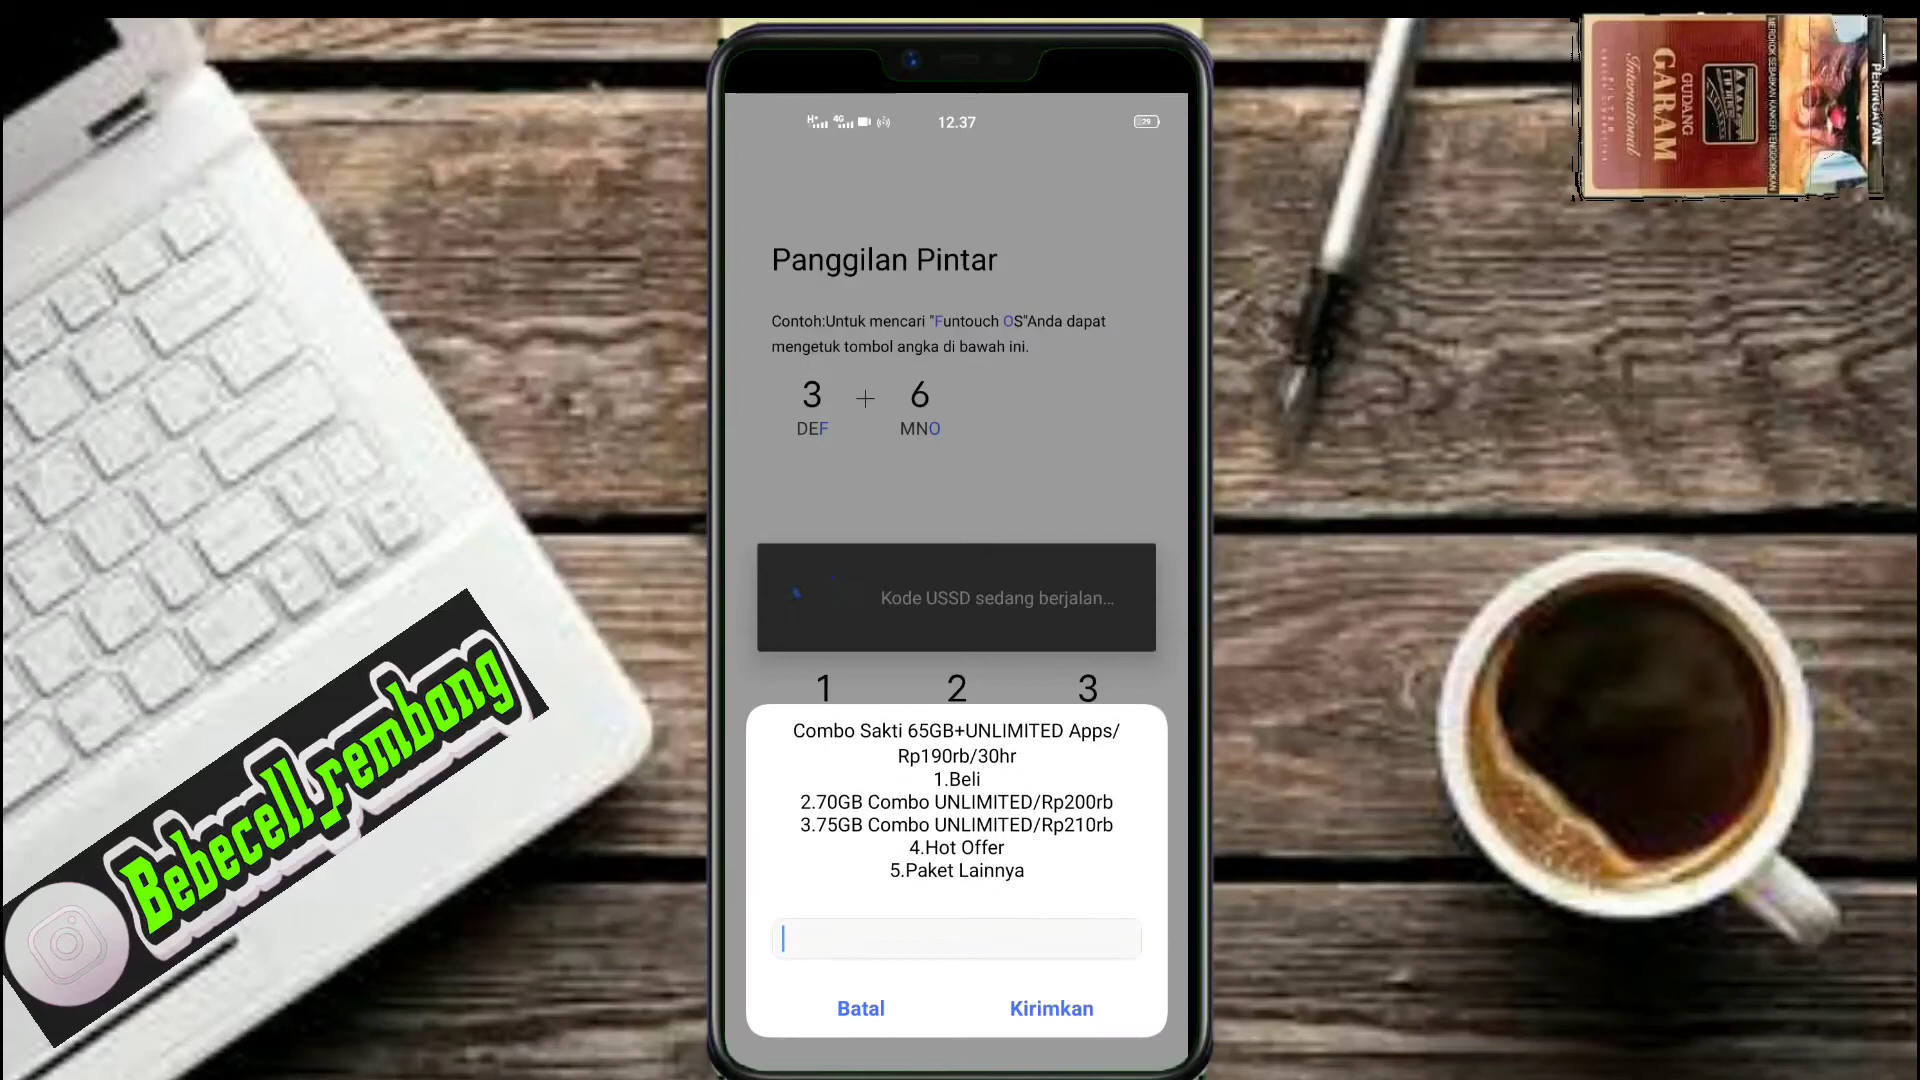 H+ 4G 12.37 29
Panggilan Pintar
Contoh:Untuk mencari "Funtouch OS"Anda dapat
mengetuk tombol angka di bawah ini.
3 + 6
DEF MNO
Kode USSD sedang berjalan...
1 2 3
Combo Sakti 65GB+UNLIMITED Apps/
Rp190rb/30hr
1.Beli
2.70GB Combo UNLIMITED/Rp200rb
3.75GB Combo UNLIMITED/Rp210rb
4.Hot Offer
5.Paket Lainnya
Batal Kirimkan
Bebecell_rembang
PERINGATAN
MEROKOK SEBABKAN KANKER TENGGOROKAN
GUDANG
GARAM
International